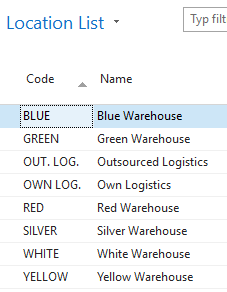 Location List
Typ filt
Code Name
BLUE Blue Warehouse
GREEN Green Warehouse
OUT. LOG. Outsourced Logistics
OWN LOG. Own Logistics
RED Red Warehouse
SILVER Silver Warehouse
WHITE White Warehouse
YELLOW Yellow Warehouse